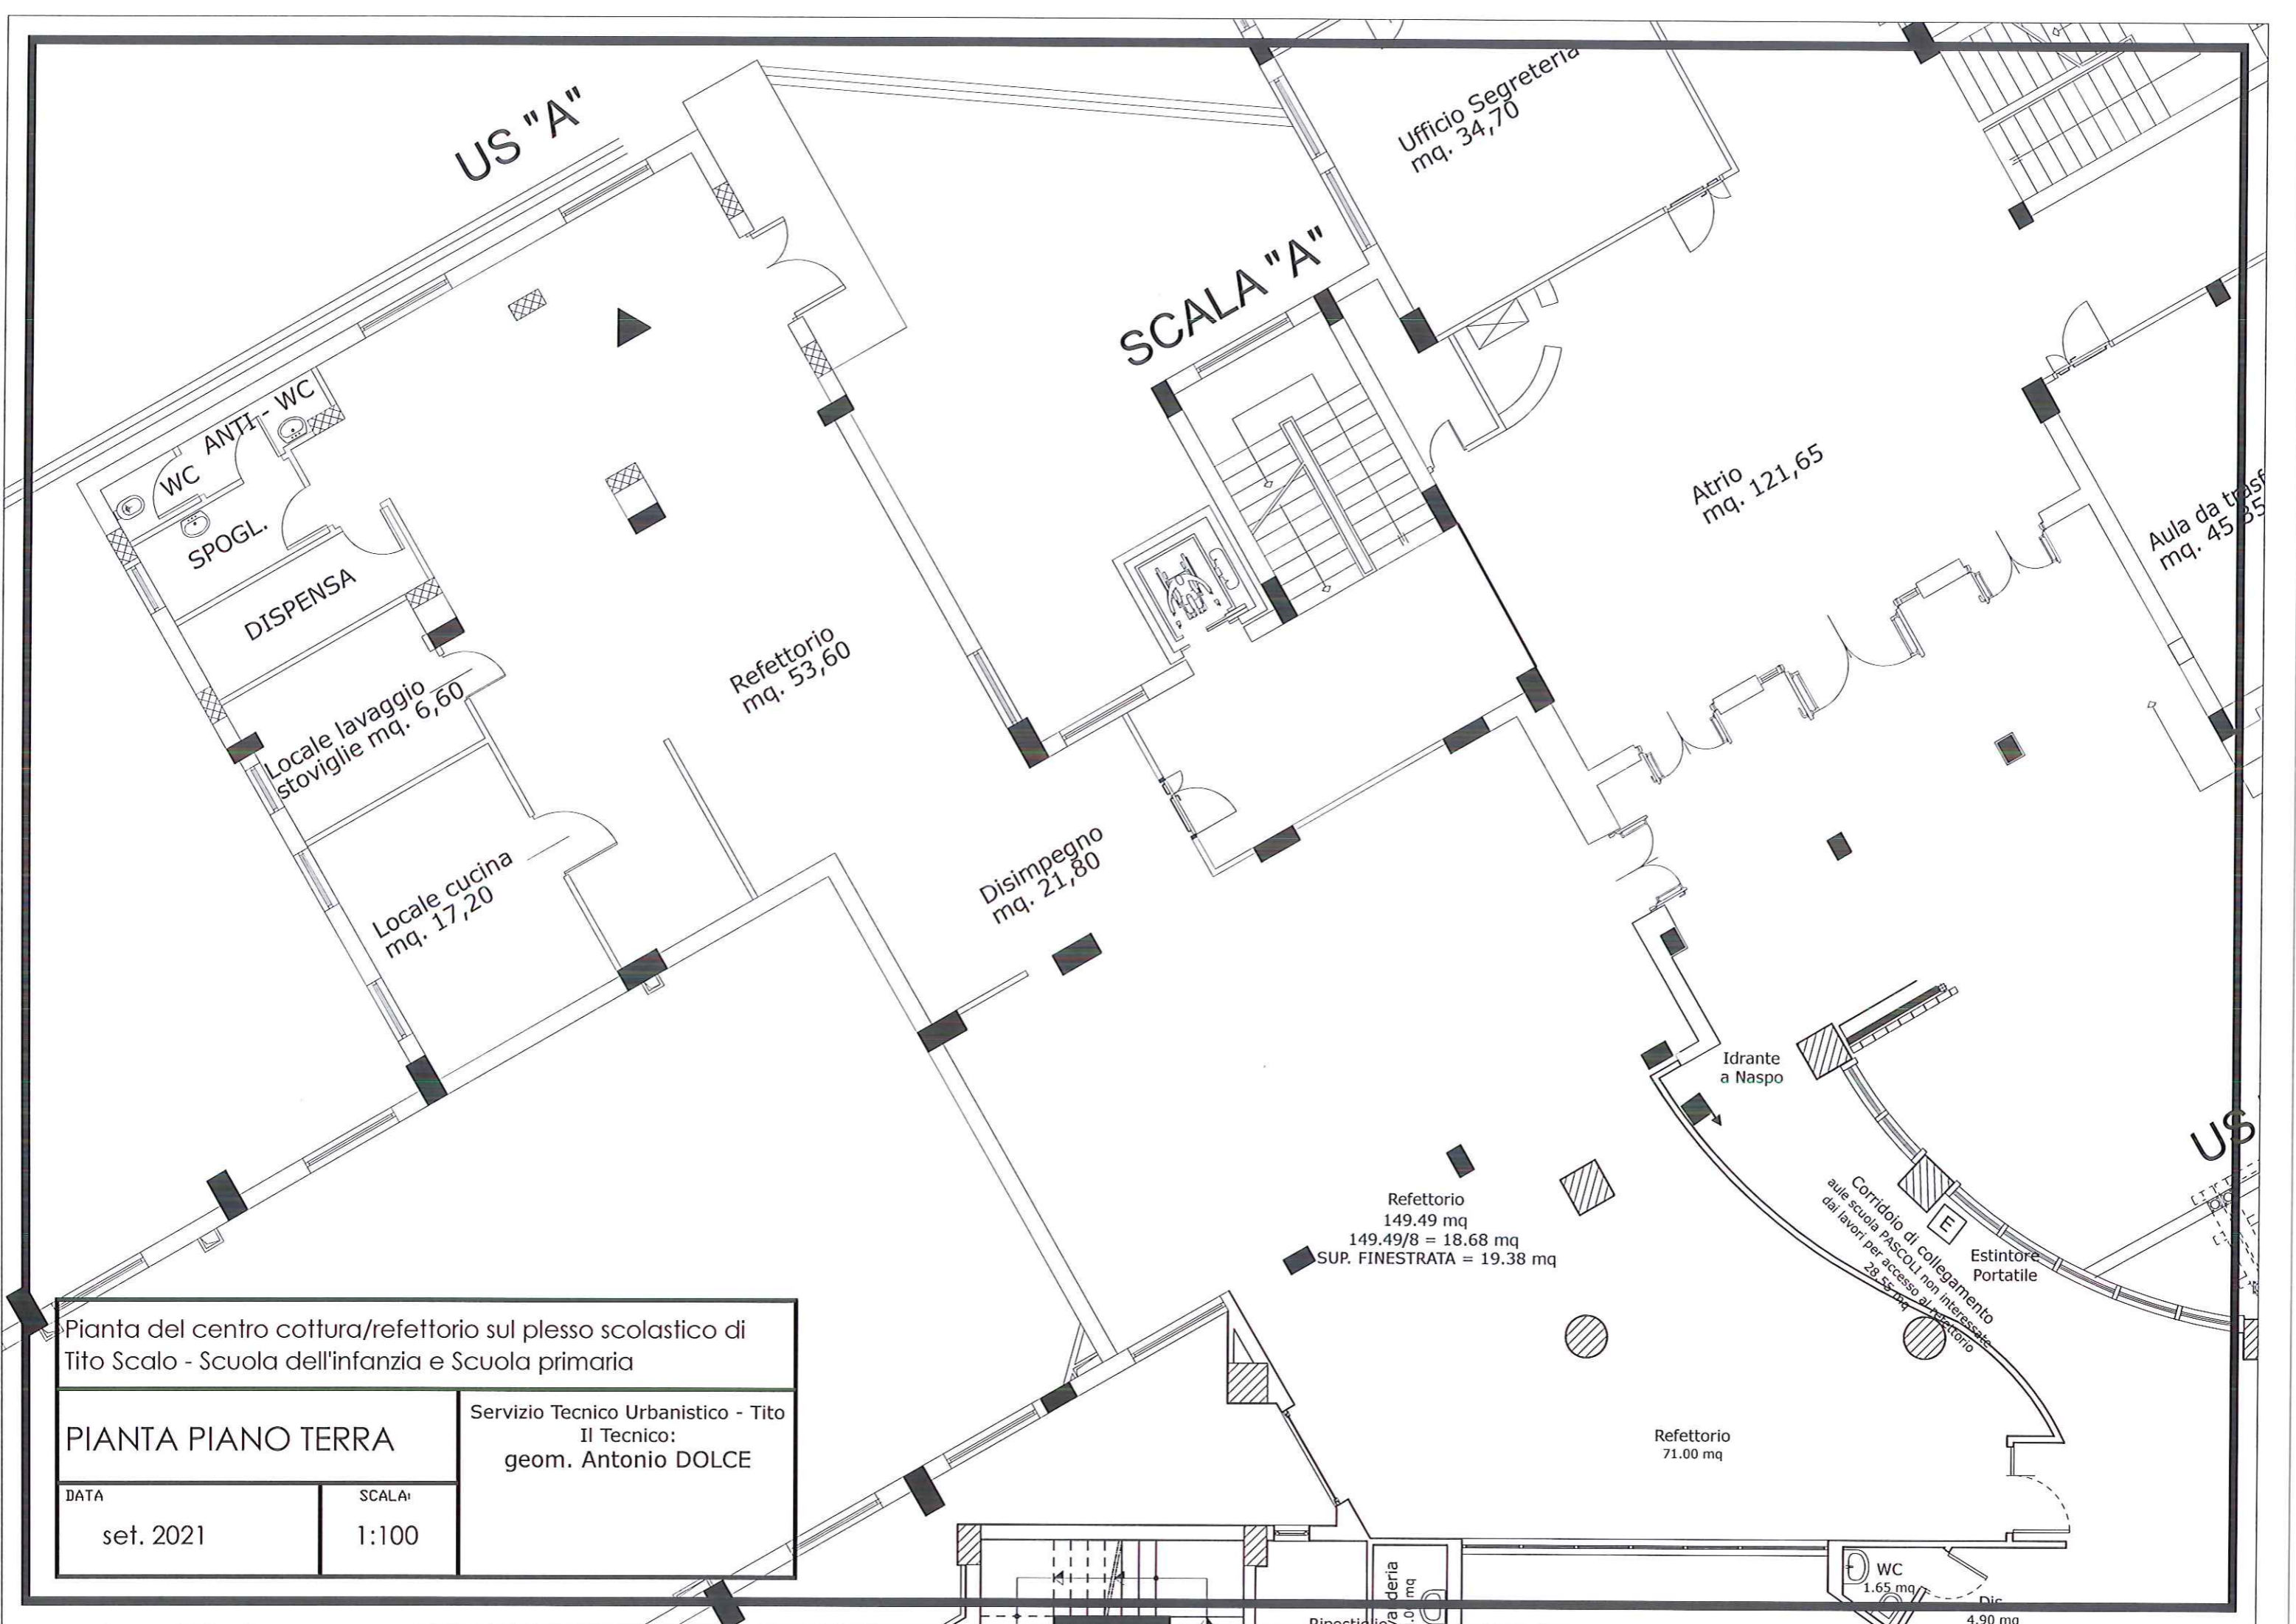 US "A"
Ufficio Segreteria
mq. 34,70
SCALA "A"
ANTI - WC
WC
SPOGL.
DISPENSA
Locale lavaggio
stoviglie mq. 6,60
Locale cucina
mq. 17,20
Refettorio
mq. 53,60
Disimpegno
mq. 21,80
Atrio
mq. 121,65
Aula da trasf
mq. 45,85
Idrante
a Naspo
US
Refettorio
149.49 mq
149.49/8 = 18.68 mq
SUP. FINESTRATA = 19.38 mq
Corridoio di collegamento
aule scuola PASCOLI non interessate
dai lavori per accesso al refettorio
28.55 mq
E
Estintore
Portatile
Refettorio
71.00 mq
WC
1.65 mq
Dis
4.90 mq
Pianta del centro cottura/refettorio sul plesso scolastico di
Tito Scalo - Scuola dell'infanzia e Scuola primaria
PIANTA PIANO TERRA
Servizio Tecnico Urbanistico - Tito
Il Tecnico:
geom. Antonio DOLCE
DATA
set. 2021
SCALA:
1:100